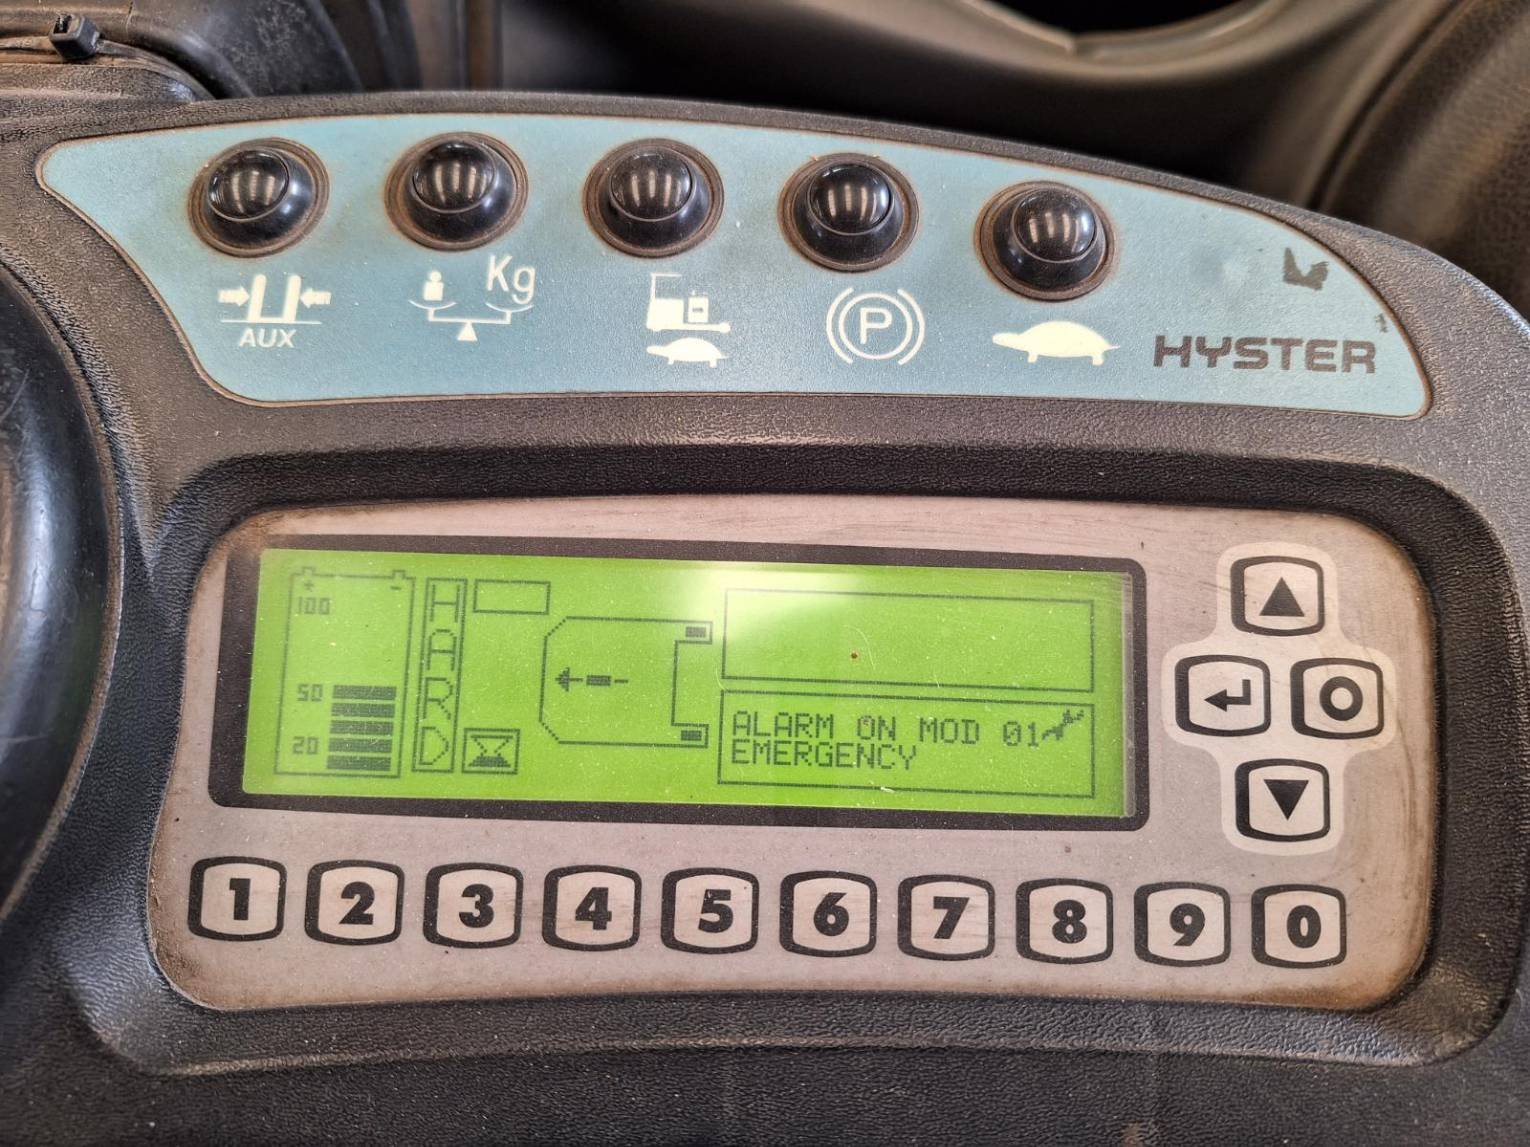 AUX
Kg
P
HYSTER
+ -
100
50
20
HARD
ALARM ON MOD 01
EMERGENCY
1 2 3 4 5 6 7 8 9 0